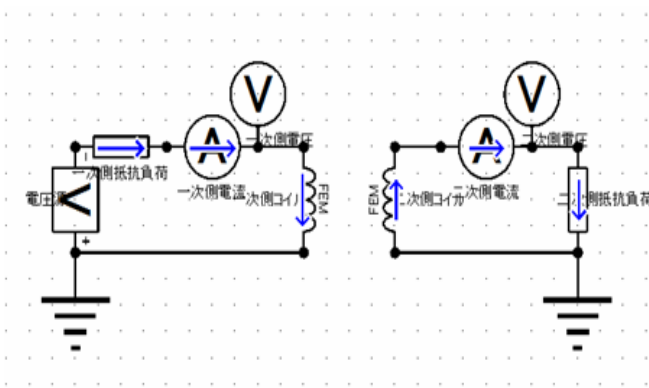 V
V
A
一次側電圧
一次側抵抗負荷
一次側電流
次側コイ
FEM
電圧源
V
A
二次側電圧
FEM
二次側コイル
二次側電流
二次側抵抗負荷